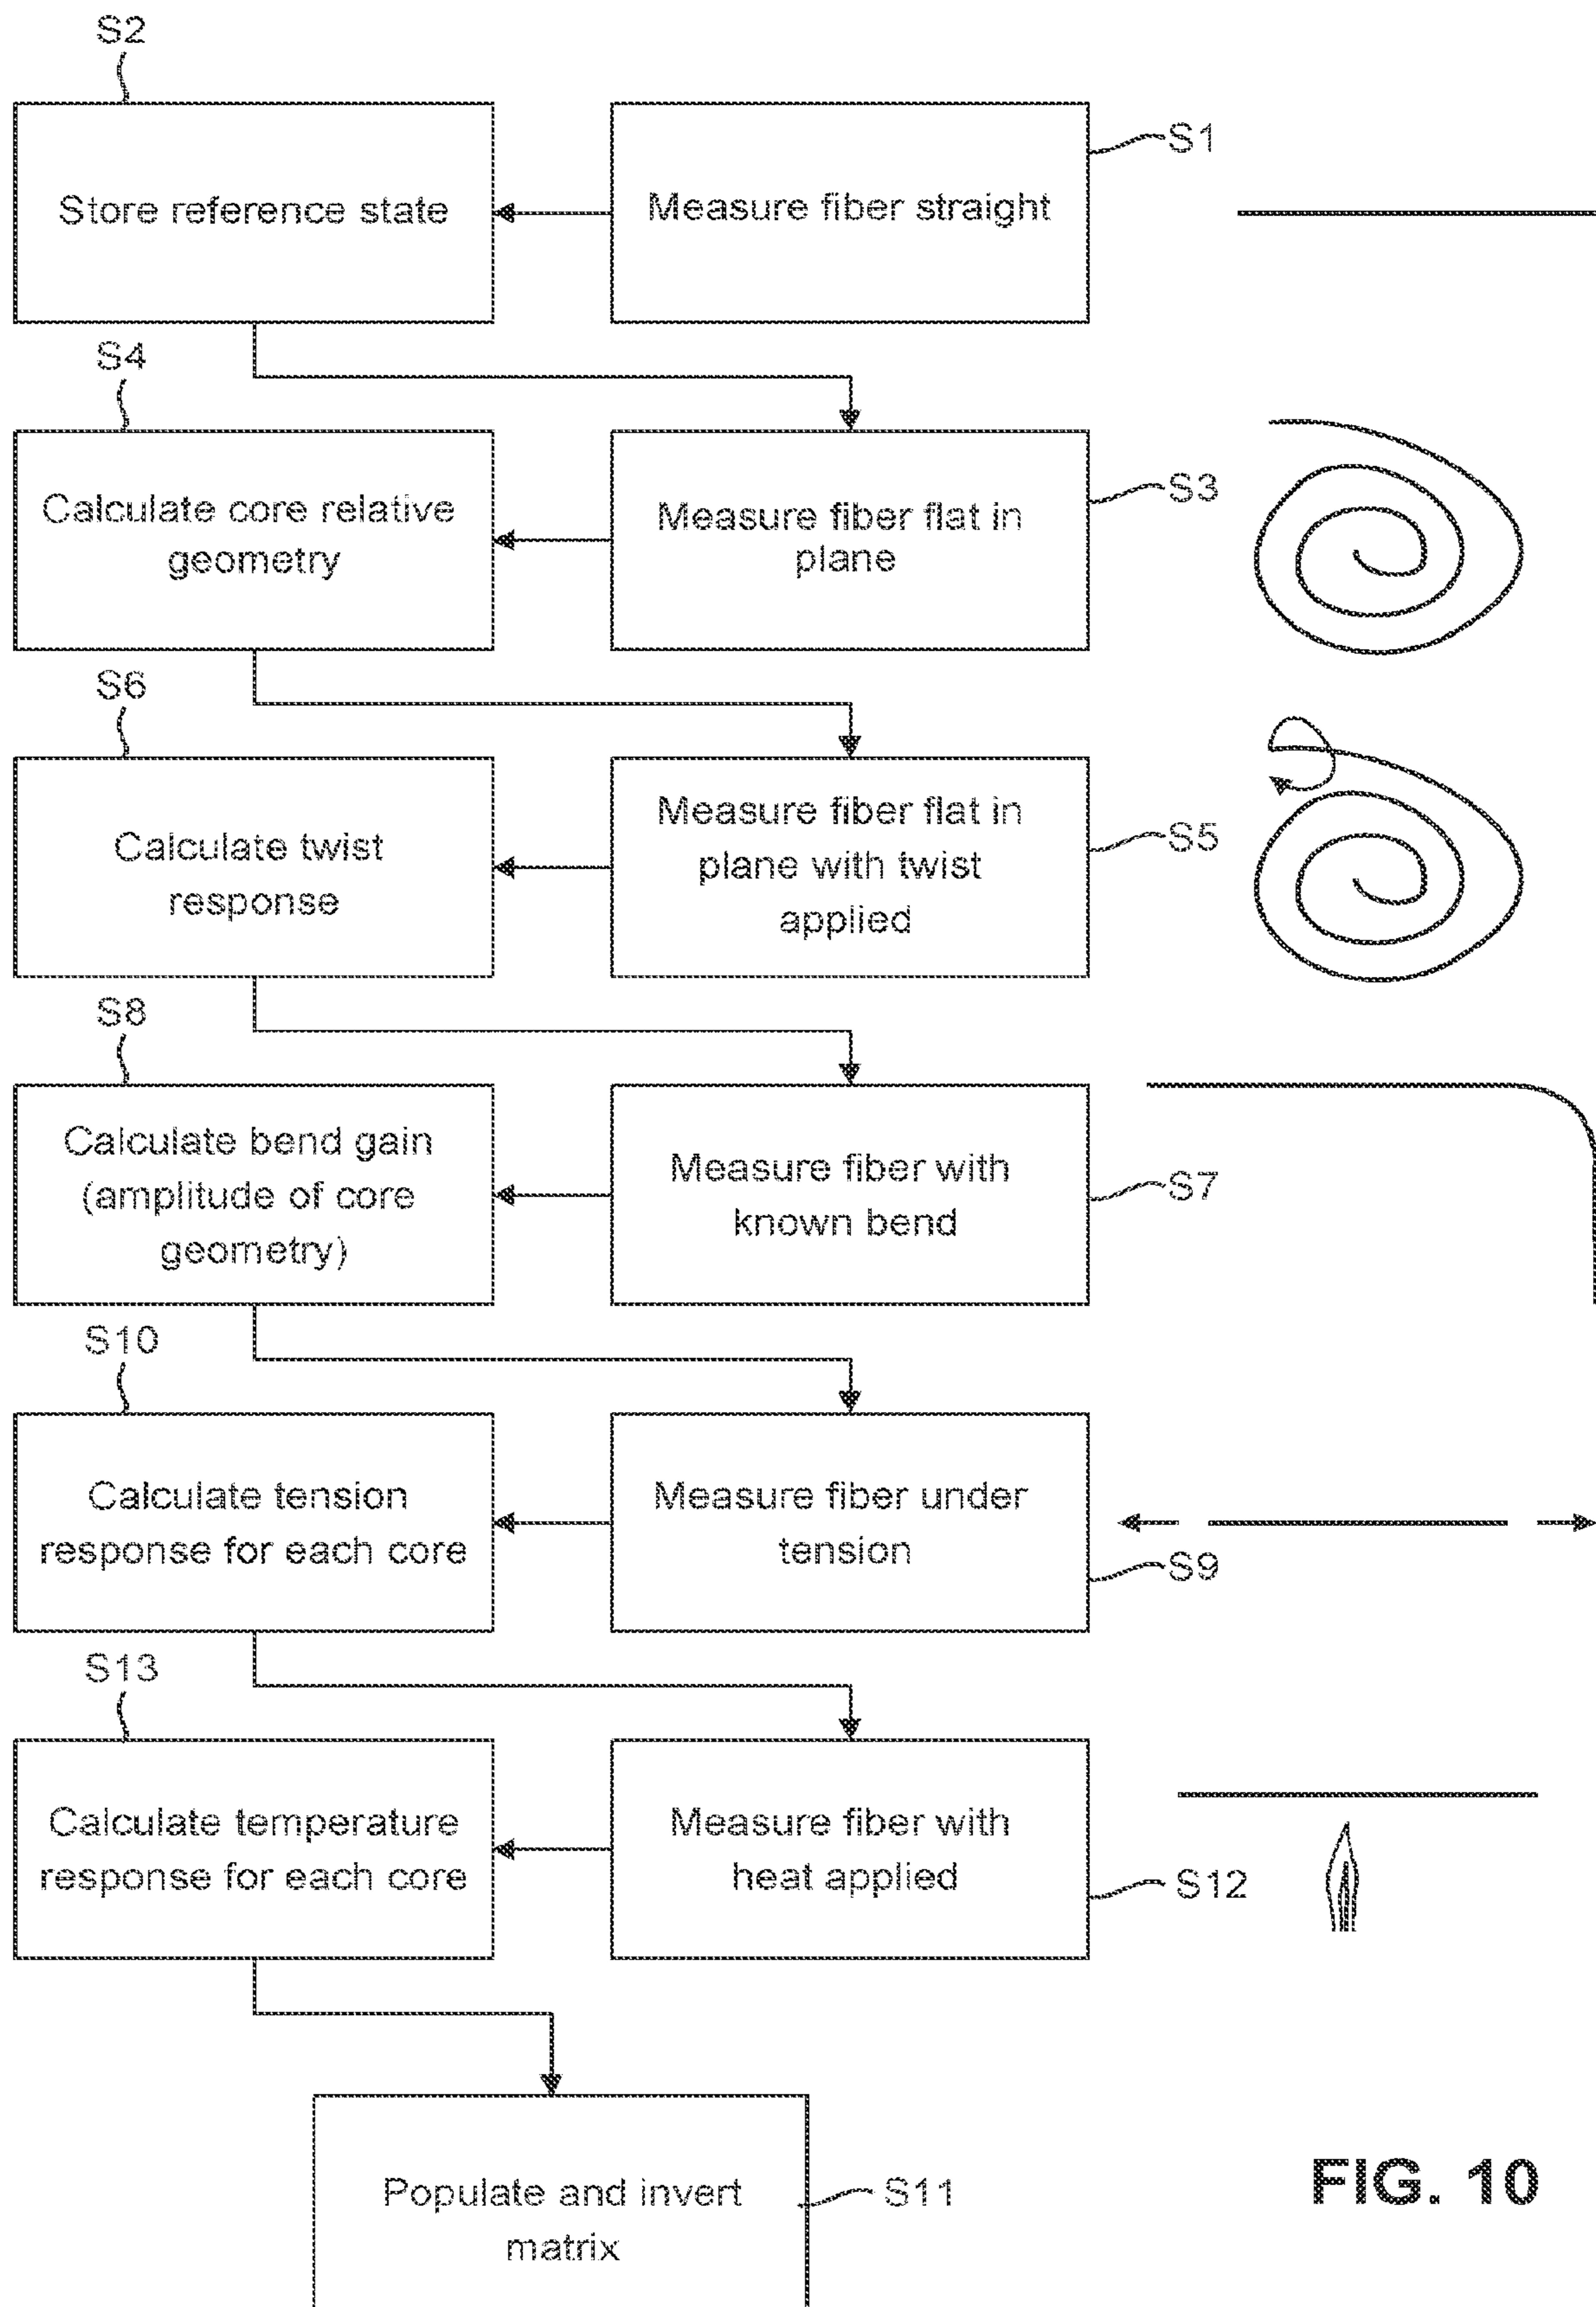 S2
S1
Store reference state
Measure fiber straight
S4
S3
Calculate core relative
geometry
Measure fiber flat in
plane
S6
S5
Calculate twist
response
Measure fiber flat in
plane with twist
applied
S8
S7
Calculate bend gain
(amplitude of core
geometry)
Measure fiber with
known bend
S10
Calculate tension
response for each core
Measure fiber under
tension
S9
S13
Calculate temperature
response for each core
Measure fiber with
heat applied
S12
Populate and invert
matrix
S11
FIG. 10